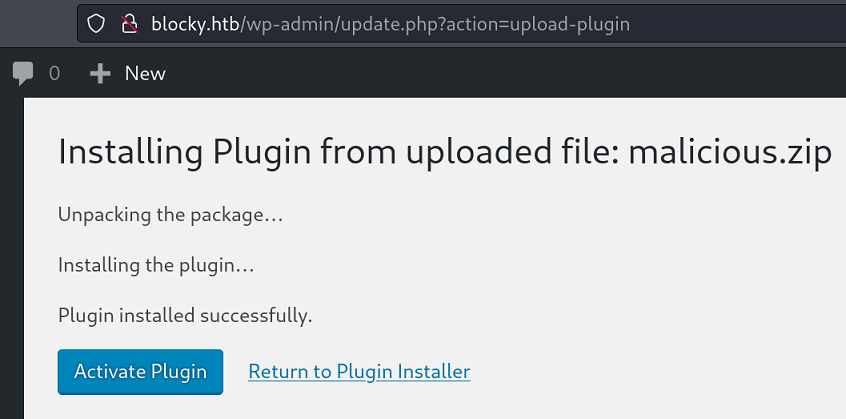 blocky.htb/wp-admin/update.php?action=upload-plugin
0 New
Installing Plugin from uploaded file: malicious.zip
Unpacking the package…
Installing the plugin…
Plugin installed successfully.
Activate Plugin Return to Plugin Installer